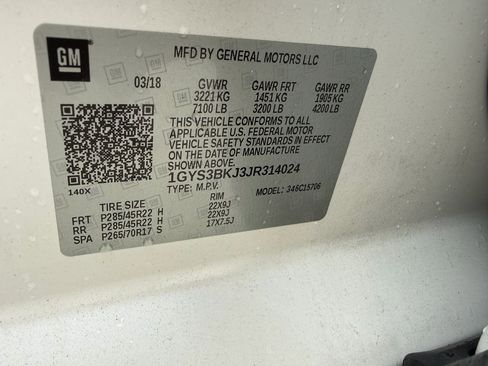 GM
MFD BY GENERAL MOTORS LLC
03/18 GVWR GAWR FRT GAWR RR
3221 KG 1451 KG 1905 KG
7100 LB 3200 LB 4200 LB
THIS VEHICLE CONFORMS TO ALL
APPLICABLE U.S. FEDERAL MOTOR
VEHICLE SAFETY STANDARDS IN EFFECT
ON THE DATE OF MANUFACTURE
SHOWN ABOVE.
1GYS3BKJ3JR314024
140X TYPE: M.P.V. MODEL: 346C15706
TIRE SIZE RIM
FRT P285/45R22 H 22X9J
RR P285/45R22 H 22X9J
SPA P265/70R17 S 17X7.5J